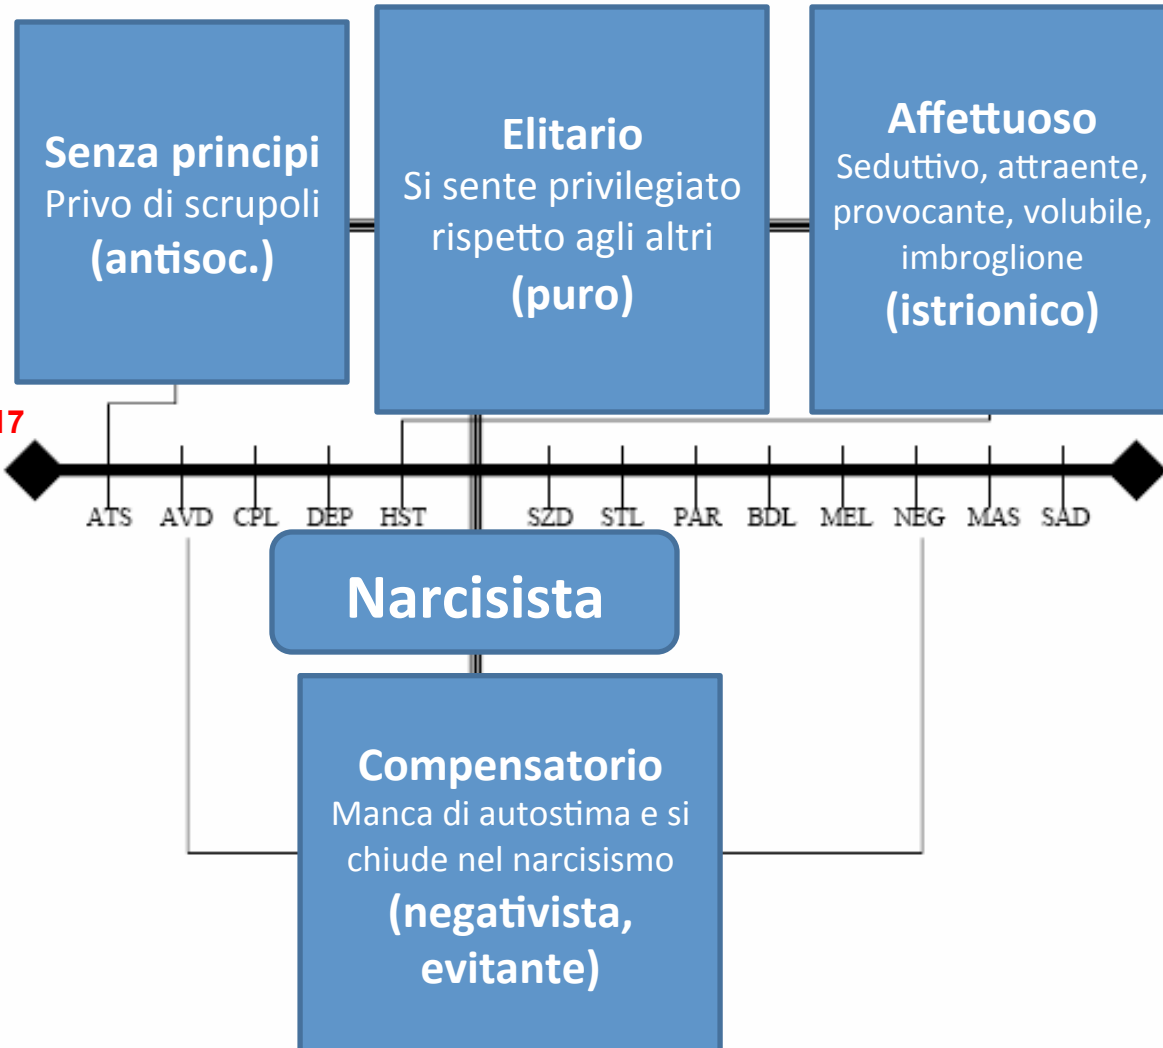 Senza principi
Privo di scrupoli
(antisoc.)
Elitario
Si sente privilegiato
rispetto agli altri
(puro)
Affettuoso
Seduttivo, attraente,
provocante, volubile,
imbroglione
(istrionico)
17
ATS AVD CPL DEP HST SZD STL PAR BDL MEL NEG MAS SAD
Narcisista
Compensatorio
Manca di autostima e si
chiude nel narcisismo
(negativista,
evitante)